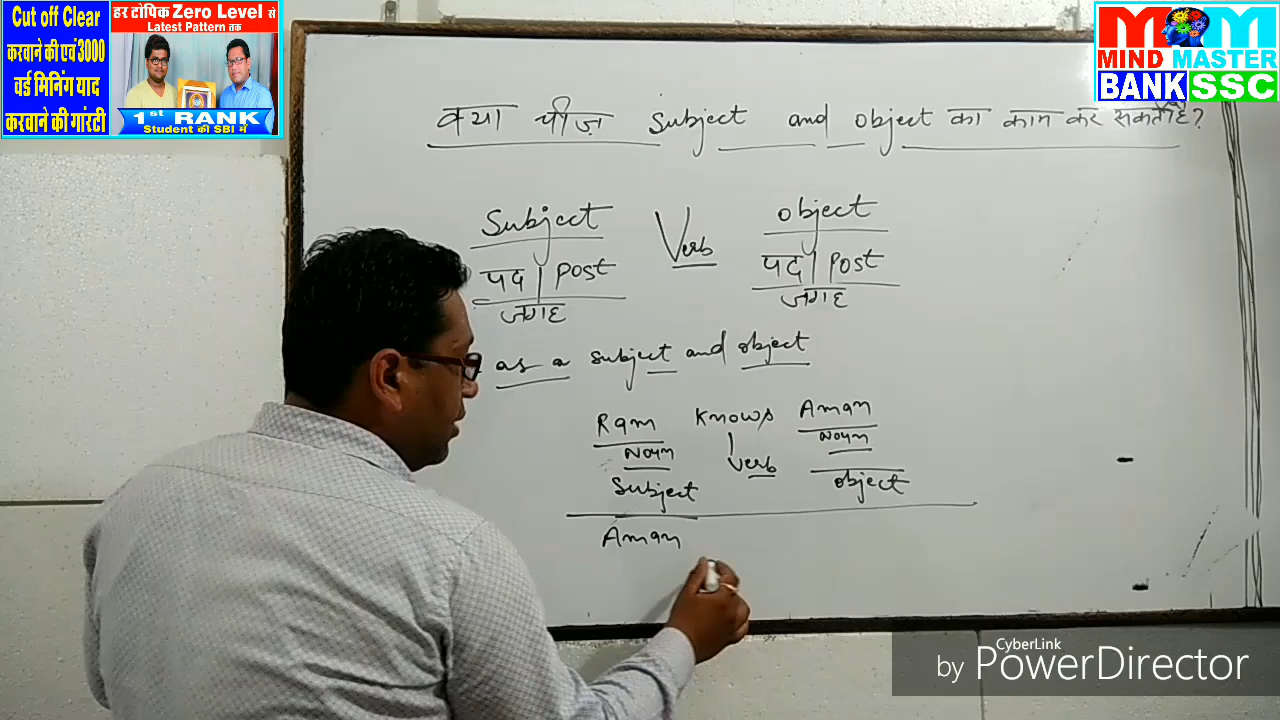 Cut off Clear
करवाने की एवं 3000
वर्ड मिनिंग याद
करवाने की गांरटी
हर टोपिक Zero Level से
Latest Pattern तक
1st RANK
Student की SBI में
MOM
MIND MASTER
BANK SSC
क्या चीज़ Subject and object का काम कर सकती है?
Subject Verb object
पद | Post पद | Post
जगह जगह
as a subject and object
Ram Knows Aman
Noun Verb Noun
Subject object
Aman
CyberLink
by PowerDirector